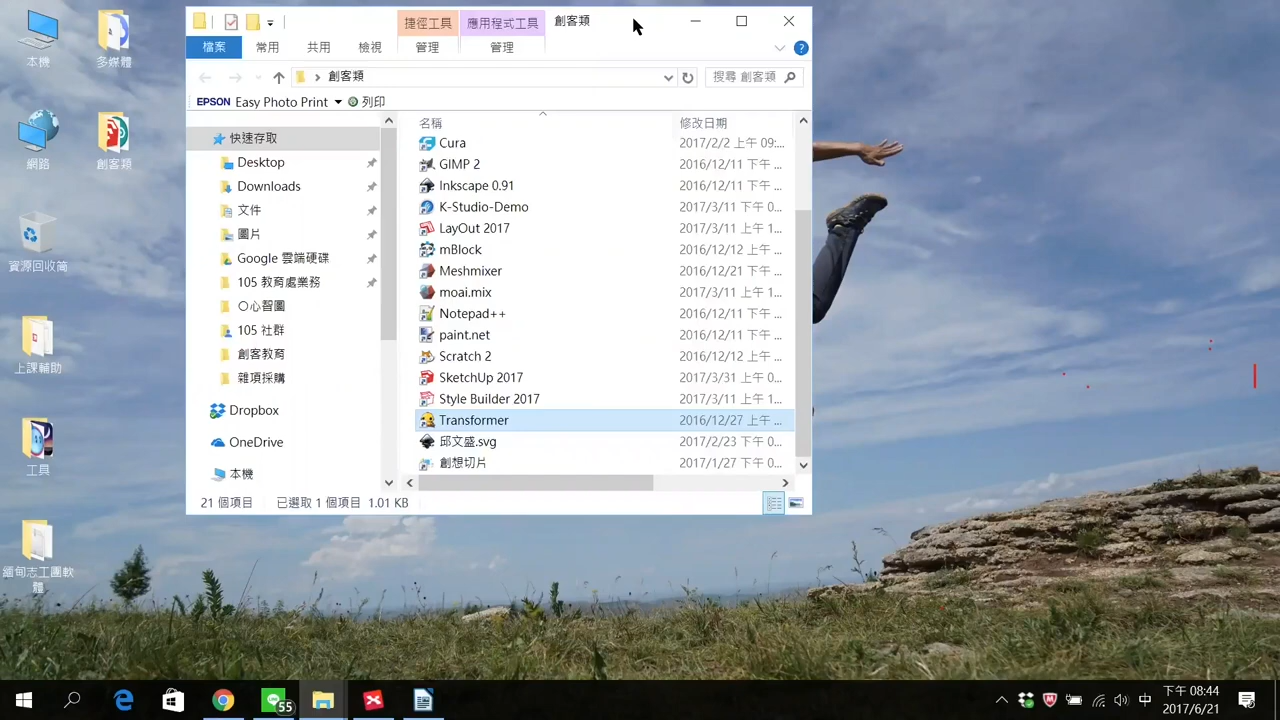 本機
多媒體
網路
創客類
資源回收筒
上課輔助
工具
緬甸志工團軟
體
捷徑工具
應用程式工具
創客類
檔案
常用
共用
檢視
管理
管理
創客類
搜尋 創客類
EPSON Easy Photo Print
列印
快速存取
Desktop
Downloads
文件
圖片
Google 雲端硬碟
105 教育處業務
〇心智圖
105 社群
創客教育
雜項採購
Dropbox
OneDrive
本機
名稱
修改日期
Cura
2017/2/2 上午 09:...
GIMP 2
2016/12/11 下午 ...
Inkscape 0.91
2016/12/11 下午 ...
K-Studio-Demo
2017/3/11 下午 0...
LayOut 2017
2017/3/11 上午 1...
mBlock
2016/12/12 上午 ...
Meshmixer
2016/12/21 下午 ...
moai.mix
2017/3/11 上午 1...
Notepad++
2016/12/11 下午 ...
paint.net
2016/12/11 下午 ...
Scratch 2
2016/12/12 上午 ...
SketchUp 2017
2017/3/31 上午 0...
Style Builder 2017
2017/3/11 上午 1...
Transformer
2016/12/27 上午 ...
邱文盛.svg
2017/2/23 下午 0...
創想切片
2017/1/27 下午 0...
21 個項目
已選取 1 個項目 1.01 KB
55
中
下午 08:44
2017/6/21